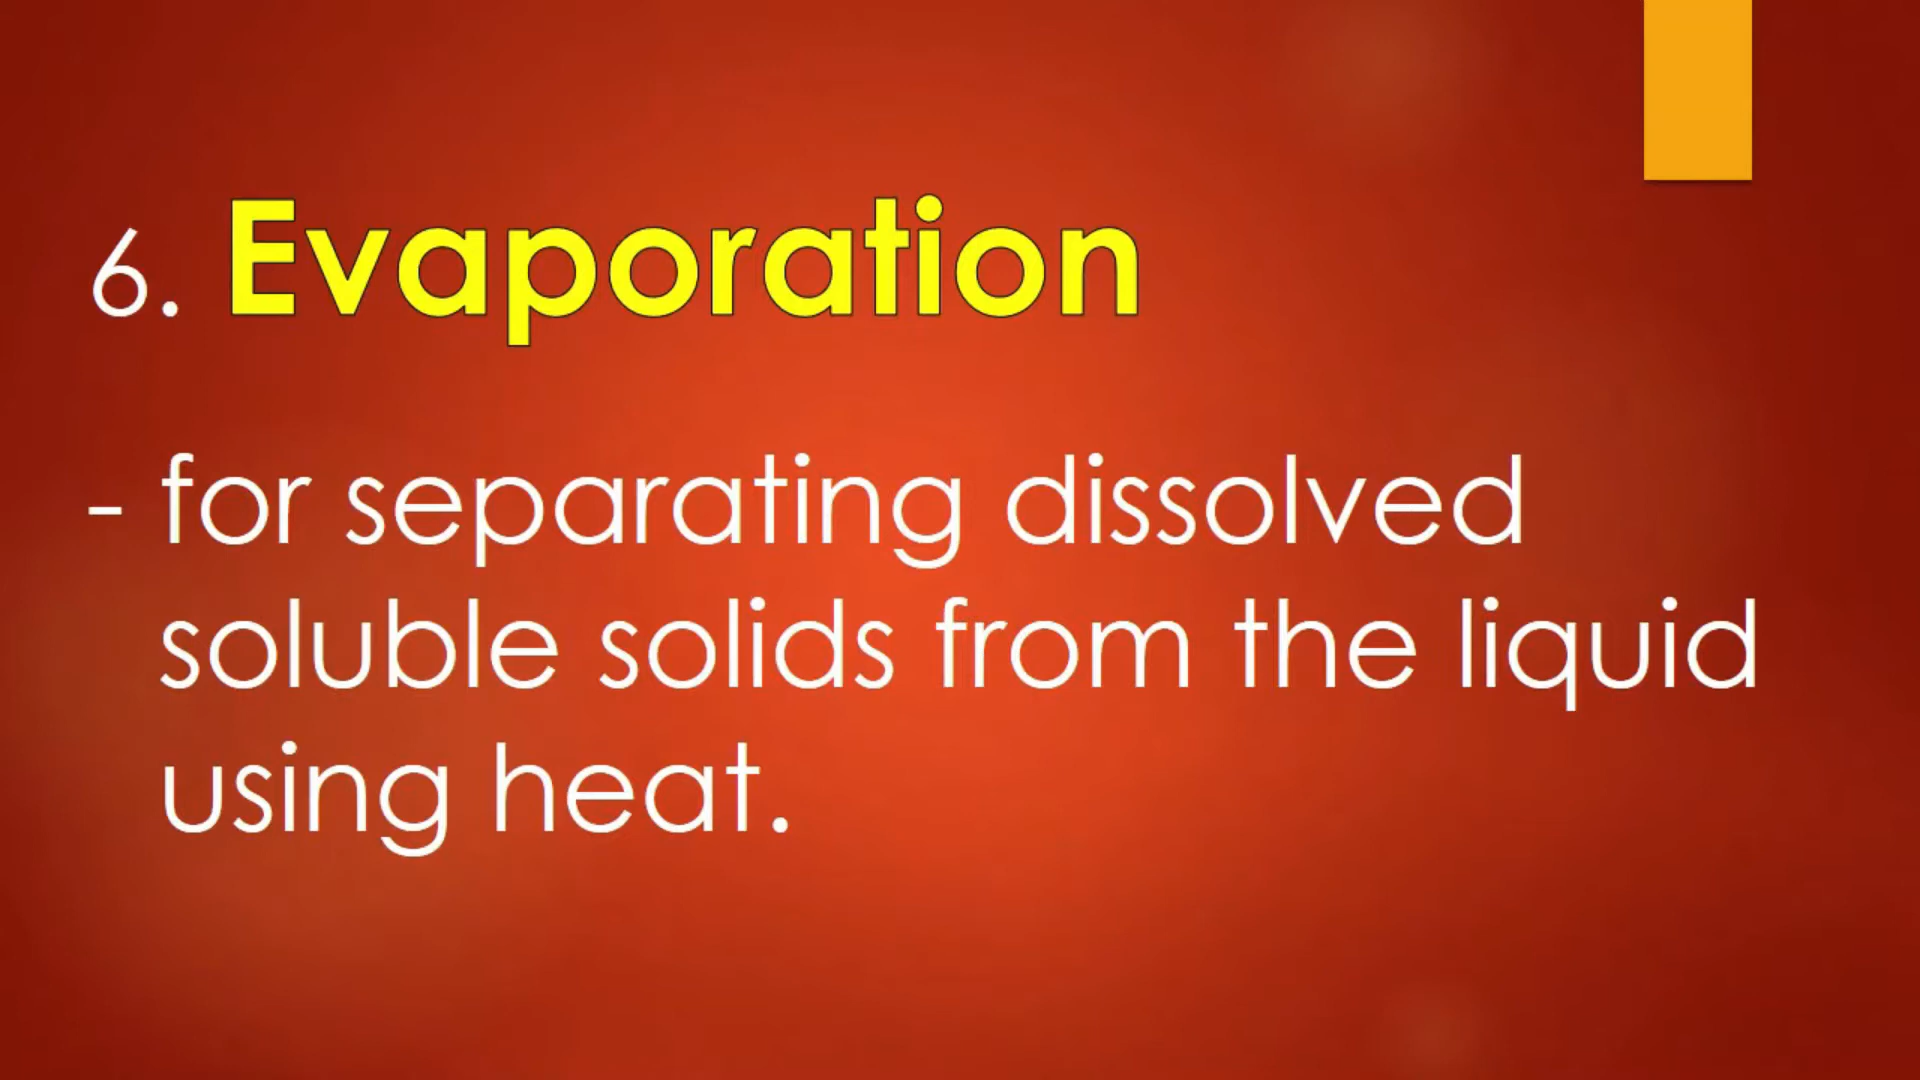 6. Evaporation
- for separating dissolved
soluble solids from the liquid
using heat.